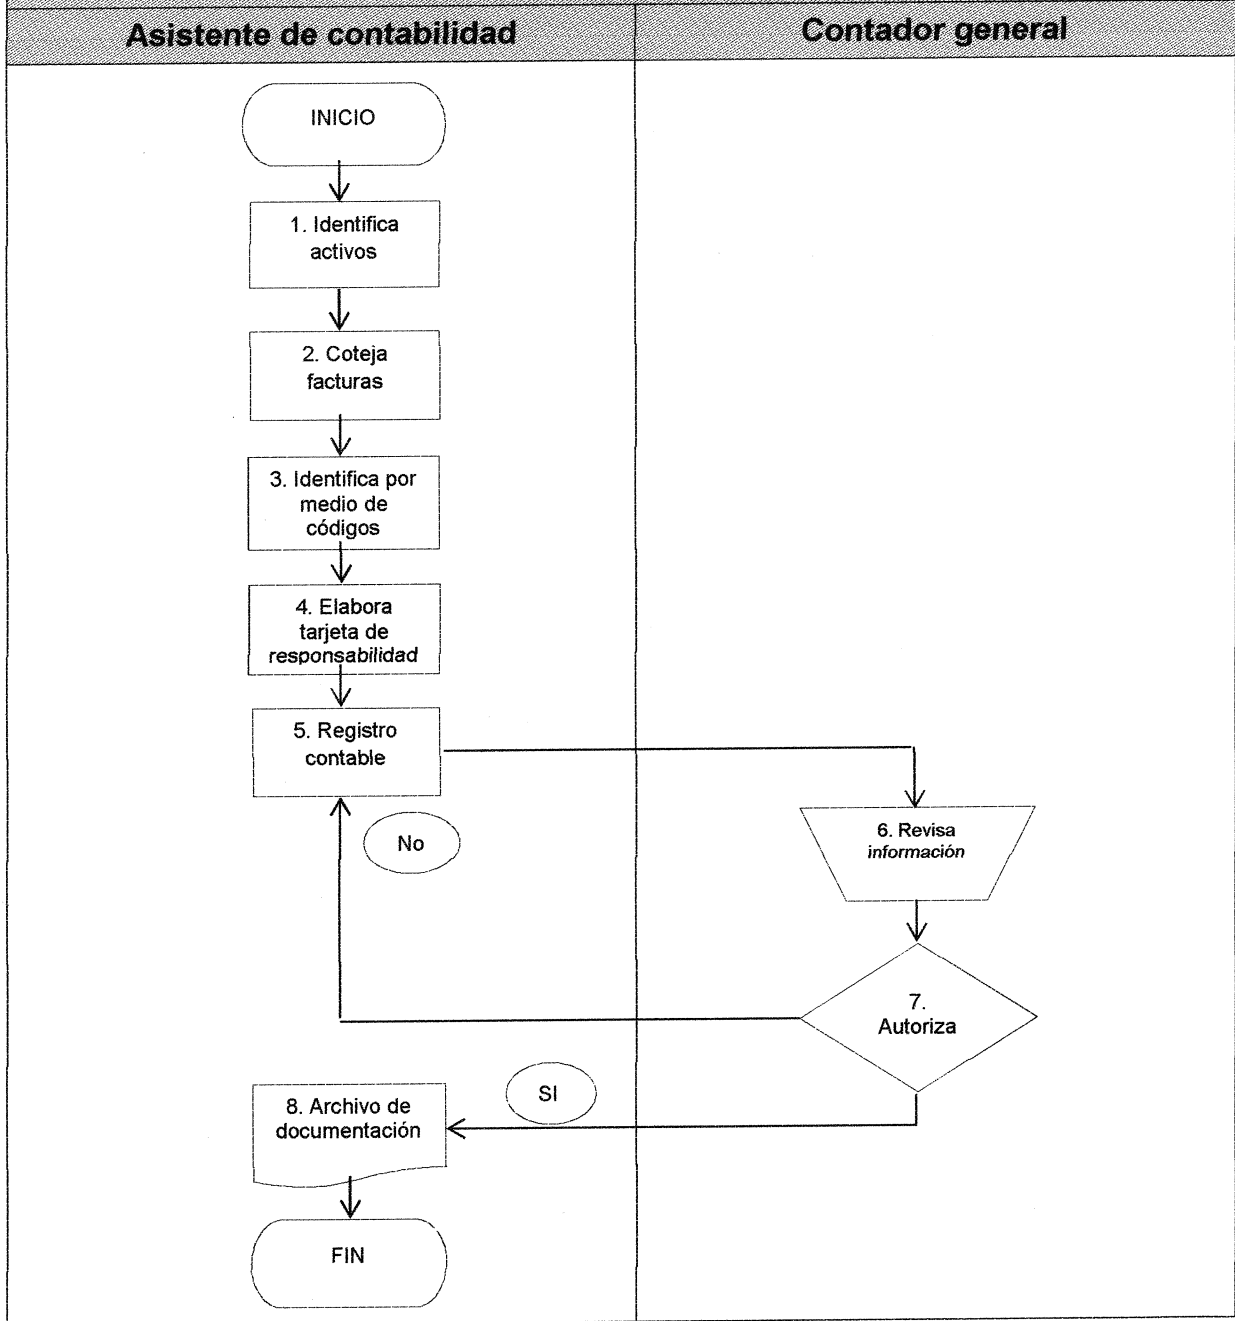 Asistente de contabilidad
Contador general
INICIO
1. Identifica
activos
2. Coteja
facturas
3. Identifica por
medio de
códigos
4. Elabora
tarjeta de
responsabilidad
5. Registro
contable
No
6. Revisa
información
7.
Autoriza
SI
8. Archivo de
documentación
FIN